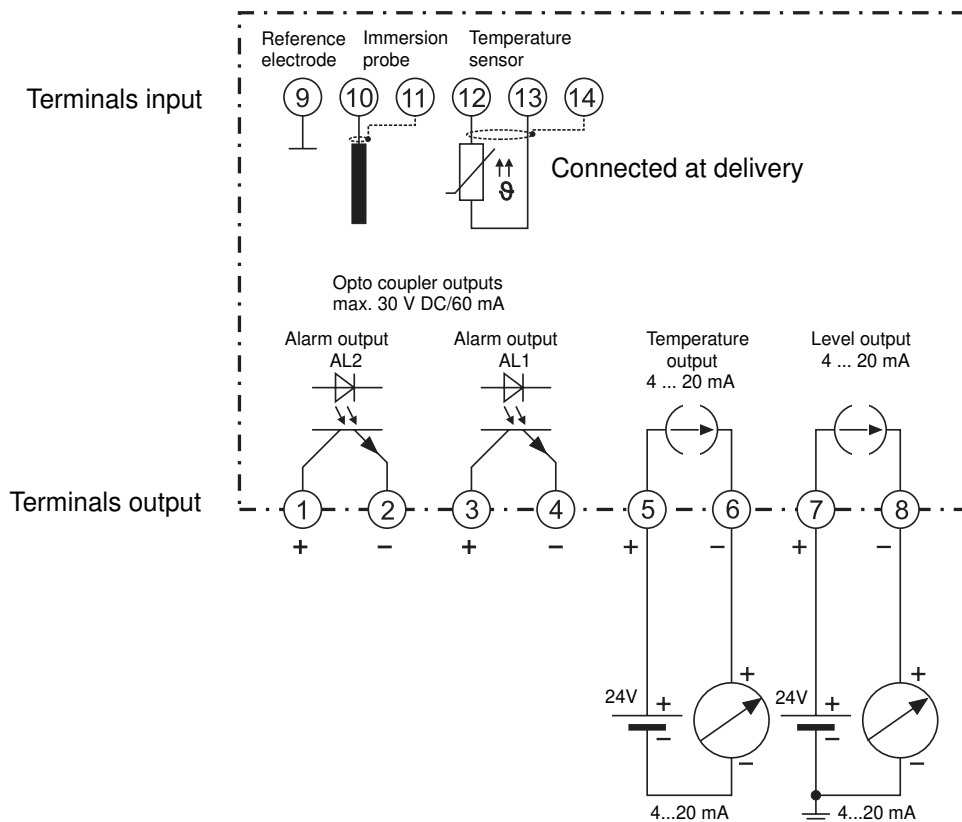 Reference electrode
Immersion probe
Temperature sensor
Terminals input
9 10 11 12 13 14
Connected at delivery
ϑ
Opto coupler outputs
max. 30 V DC/60 mA
Alarm output
AL2
Alarm output
AL1
Temperature
output
4 ... 20 mA
Level output
4 ... 20 mA
Terminals output
1 2 3 4 5 6 7 8
+ − + − + − + −
24V + − + −
24V + − + −
4...20 mA
4...20 mA